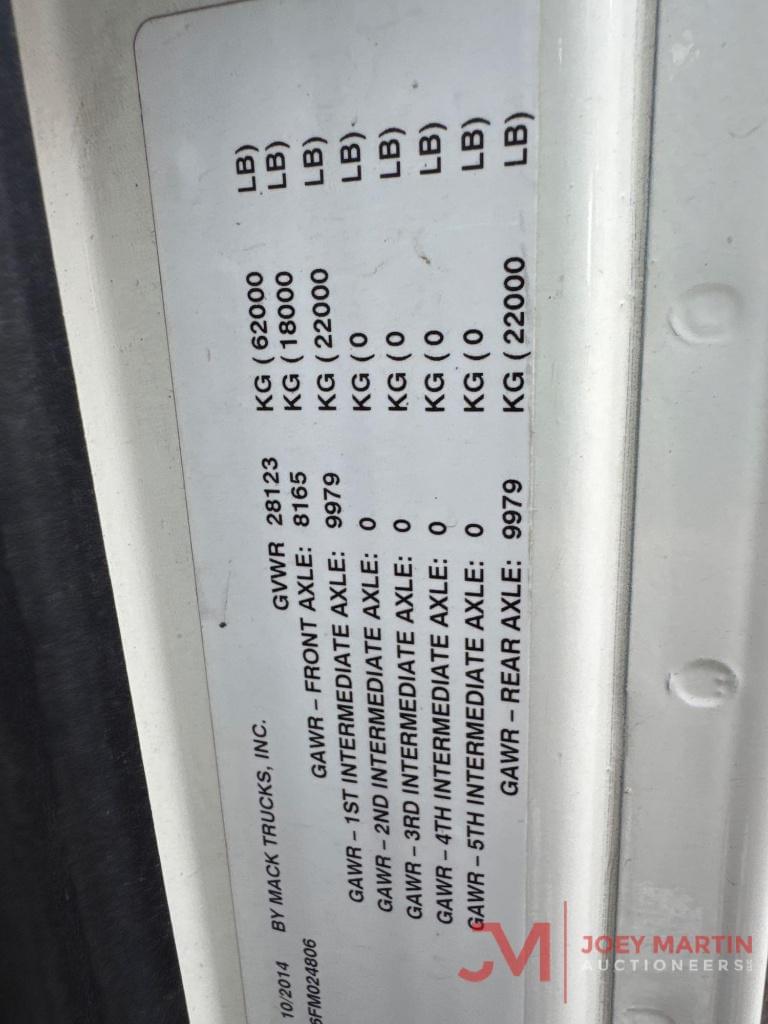 10/2014 BY MACK TRUCKS, INC.
GVWR 28123 KG (62000 LB)
GAWR – FRONT AXLE: 8165 KG (18000 LB)
GAWR – 1ST INTERMEDIATE AXLE: 9979 KG (22000 LB)
GAWR – 2ND INTERMEDIATE AXLE: 0 KG (0 LB)
GAWR – 3RD INTERMEDIATE AXLE: 0 KG (0 LB)
GAWR – 4TH INTERMEDIATE AXLE: 0 KG (0 LB)
GAWR – 5TH INTERMEDIATE AXLE: 0 KG (0 LB)
GAWR – REAR AXLE: 9979 KG (22000 LB)
6FM024806
JM JOEY MARTIN
AUCTIONEERS